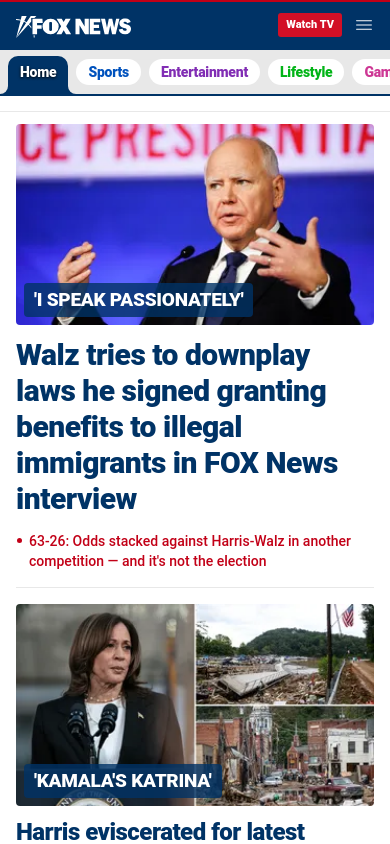 FOX NEWS
Watch TV
Home
Sports
Entertainment
Lifestyle
Gam
CE PRESIDENTIA
'I SPEAK PASSIONATELY'
Walz tries to downplay
laws he signed granting
benefits to illegal
immigrants in FOX News
interview
63-26: Odds stacked against Harris-Walz in another
competition — and it's not the election
'KAMALA'S KATRINA'
Harris eviscerated for latest